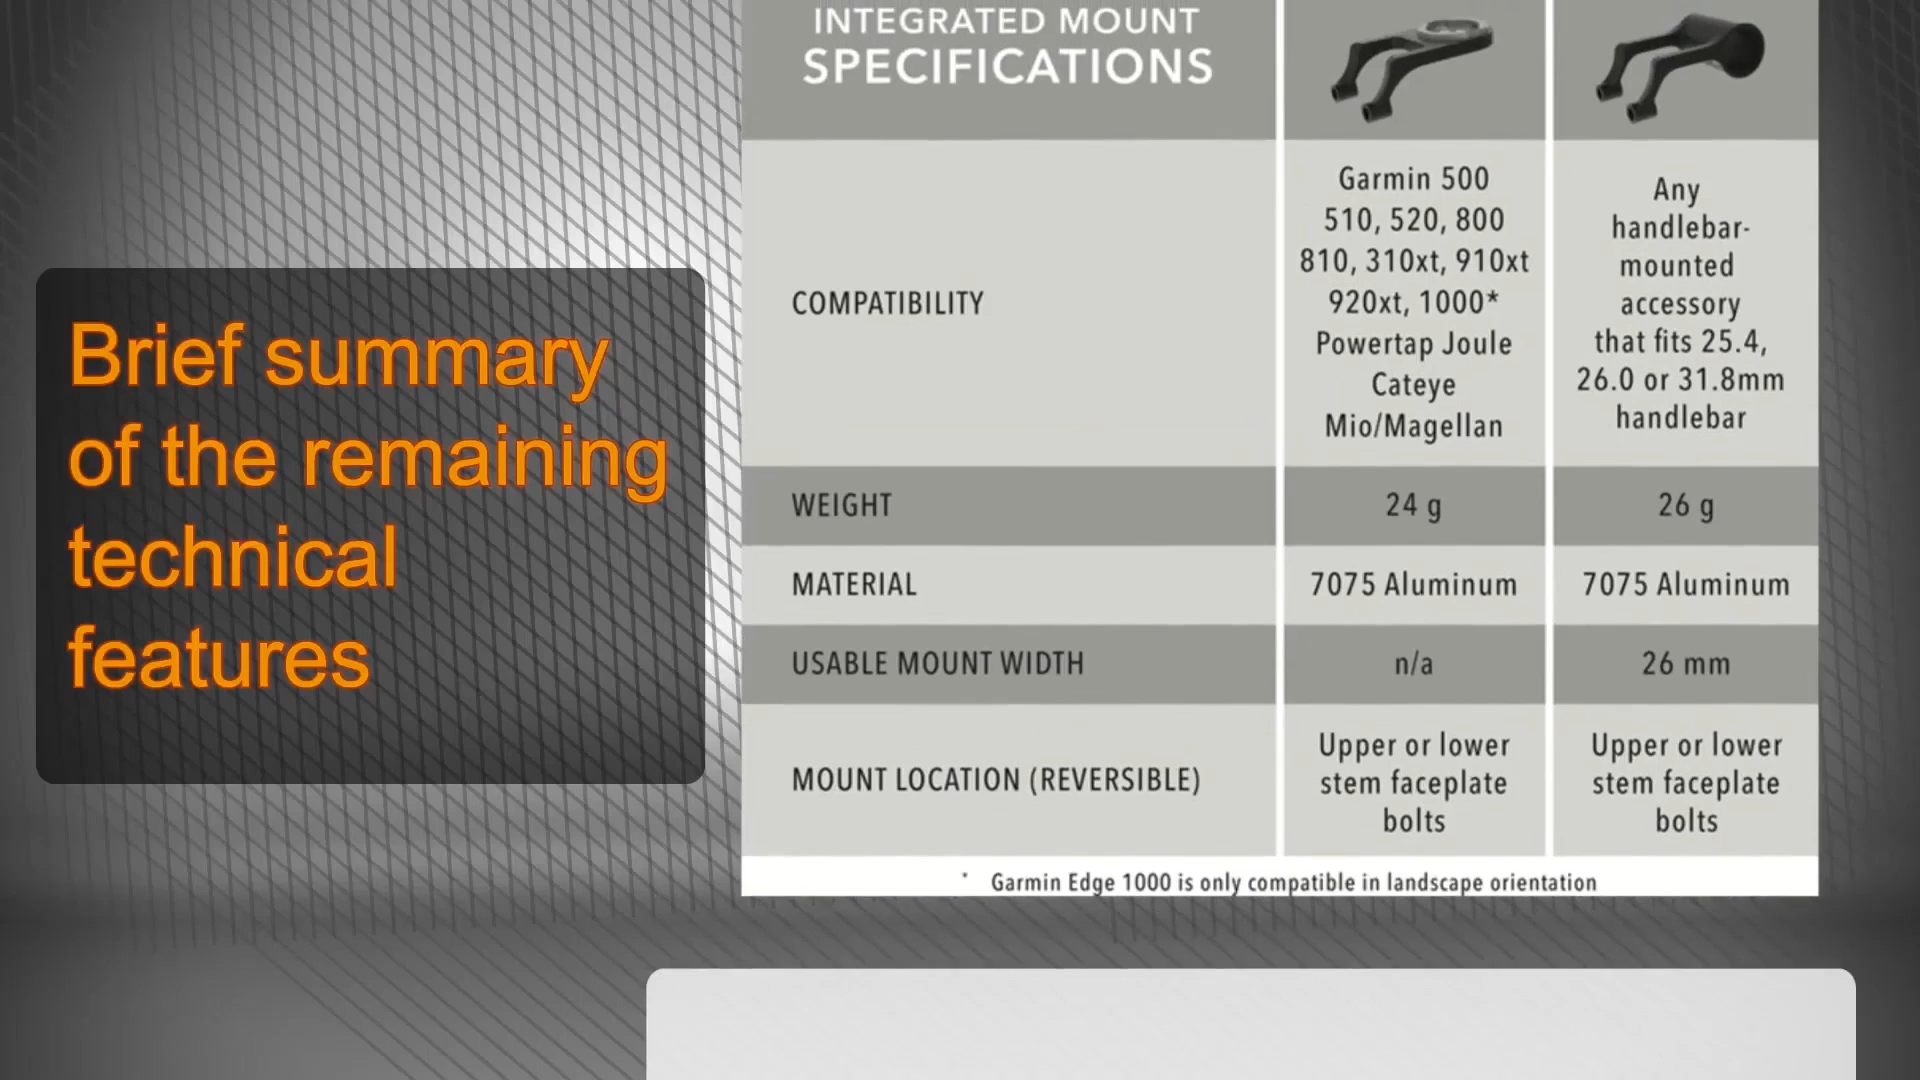 Brief summary
of the remaining
technical
features
INTEGRATED MOUNT
SPECIFICATIONS
COMPATIBILITY
Garmin 500
510, 520, 800
810, 310xt, 910xt
920xt, 1000*
Powertap Joule
Cateye
Mio/Magellan
Any
handlebar-
mounted
accessory
that fits 25.4,
26.0 or 31.8mm
handlebar
WEIGHT
24 g
26 g
MATERIAL
7075 Aluminum
7075 Aluminum
USABLE MOUNT WIDTH
n/a
26 mm
MOUNT LOCATION (REVERSIBLE)
Upper or lower
stem faceplate
bolts
Upper or lower
stem faceplate
bolts
* Garmin Edge 1000 is only compatible in landscape orientation